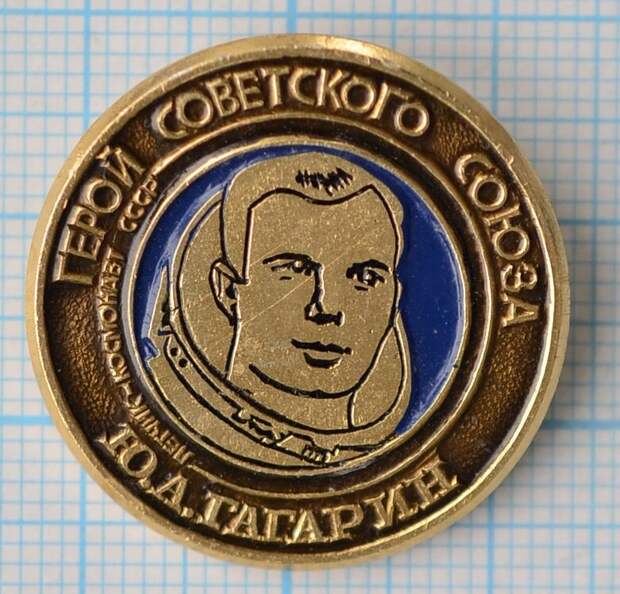 ГЕРОЙ СОВЕТСКОГО СОЮЗА
ЛЕТЧИК-КОСМОНАВТ СССР
Ю.А.ГАГАРИН